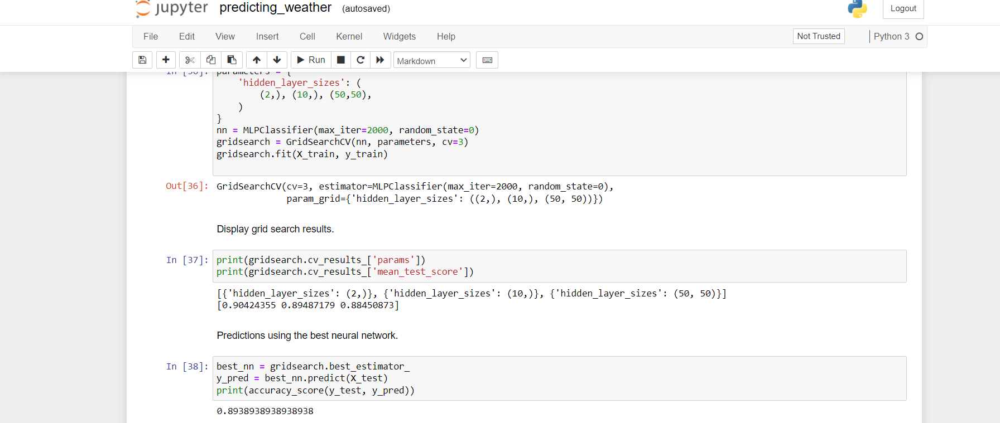 jupyter predicting_weather (autosaved) Logout
File Edit View Insert Cell Kernel Widgets Help Not Trusted Python 3
Run Markdown
In [36]: parameters = {
'hidden_layer_sizes': (
(2,), (10,), (50,50),
)
}
nn = MLPClassifier(max_iter=2000, random_state=0)
gridsearch = GridSearchCV(nn, parameters, cv=3)
gridsearch.fit(X_train, y_train)
Out[36]: GridSearchCV(cv=3, estimator=MLPClassifier(max_iter=2000, random_state=0),
param_grid={'hidden_layer_sizes': ((2,), (10,), (50, 50))})
Display grid search results.
In [37]: print(gridsearch.cv_results_['params'])
print(gridsearch.cv_results_['mean_test_score'])
[{'hidden_layer_sizes': (2,)}, {'hidden_layer_sizes': (10,)}, {'hidden_layer_sizes': (50, 50)}]
[0.90424355 0.89487179 0.88450873]
Predictions using the best neural network.
In [38]: best_nn = gridsearch.best_estimator_
y_pred = best_nn.predict(X_test)
print(accuracy_score(y_test, y_pred))
0.8938938938938938